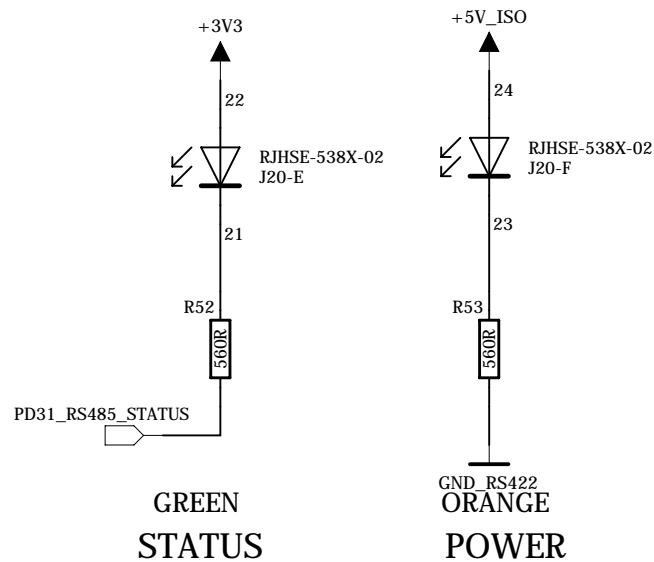 +3V3
22
RJHSE-538X-02
J20-E
21
R52
560R
PD31_RS485_STATUS
GREEN
STATUS
+5V_ISO
24
RJHSE-538X-02
J20-F
23
R53
560R
GND_RS422
ORANGE
POWER